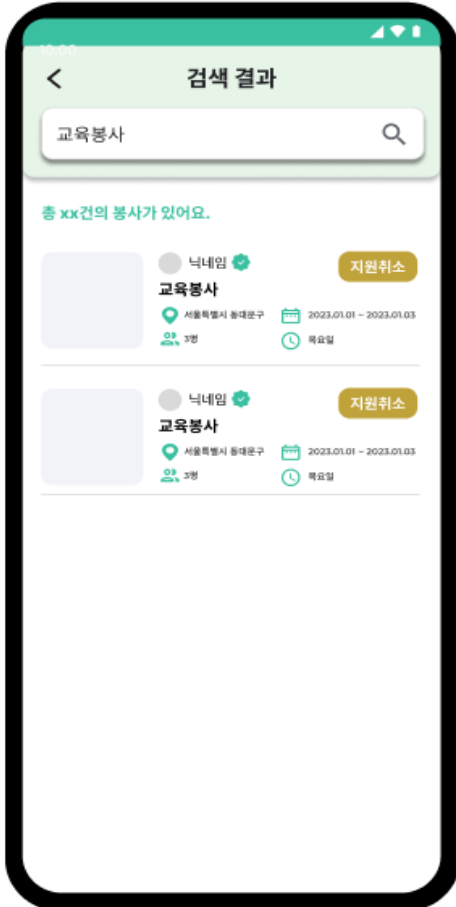 10:00
검색 결과
교육봉사
총 xx건의 봉사가 있어요.
닉네임
지원취소
교육봉사
서울특별시 동대문구
2023.01.01 ~ 2023.01.03
3명
목요일
닉네임
지원취소
교육봉사
서울특별시 동대문구
2023.01.01 ~ 2023.01.03
3명
목요일